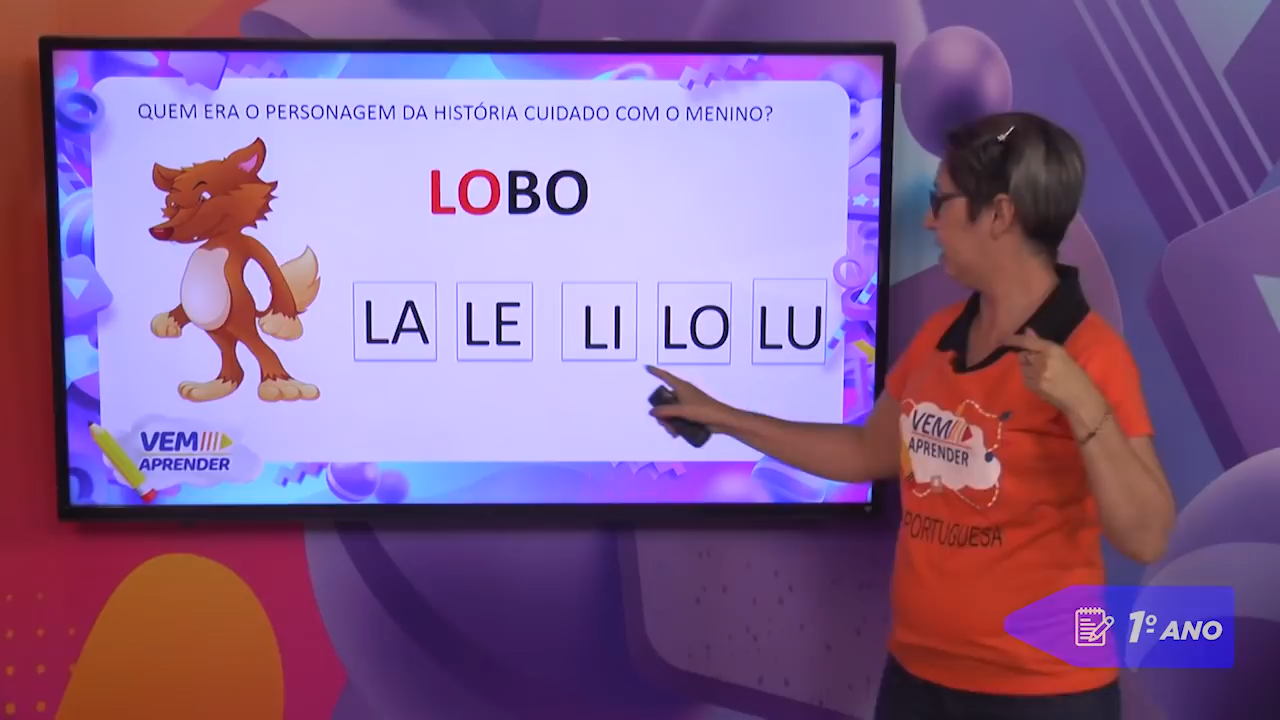 QUEM ERA O PERSONAGEM DA HISTÓRIA CUIDADO COM O MENINO?
LOBO
LA LE LI LO LU
VEM
APRENDER
VEM
APRENDER
PORTUGUESA
1º ANO